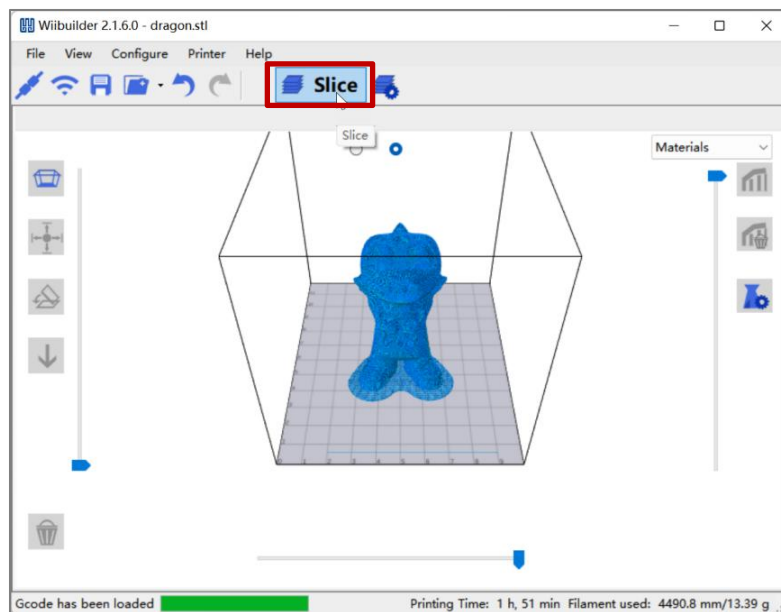 Wiibuilder 2.1.6.0 - dragon.stl
File View Configure Printer Help
Slice
Slice
Materials
Gcode has been loaded Printing Time: 1 h, 51 min Filament used: 4490.8 mm/13.39 g